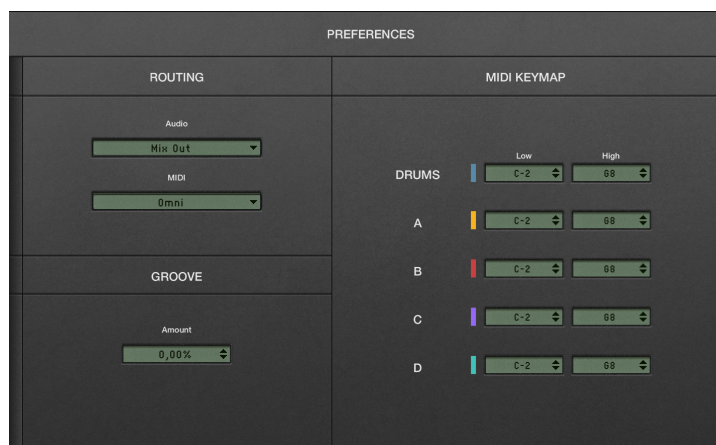 PREFERENCES
ROUTING
Audio
Mix Out
MIDI
Omni
GROOVE
Amount
0,00%
MIDI KEYMAP
Low High
DRUMS C-2 G8
A C-2 G8
B C-2 G8
C C-2 G8
D C-2 G8